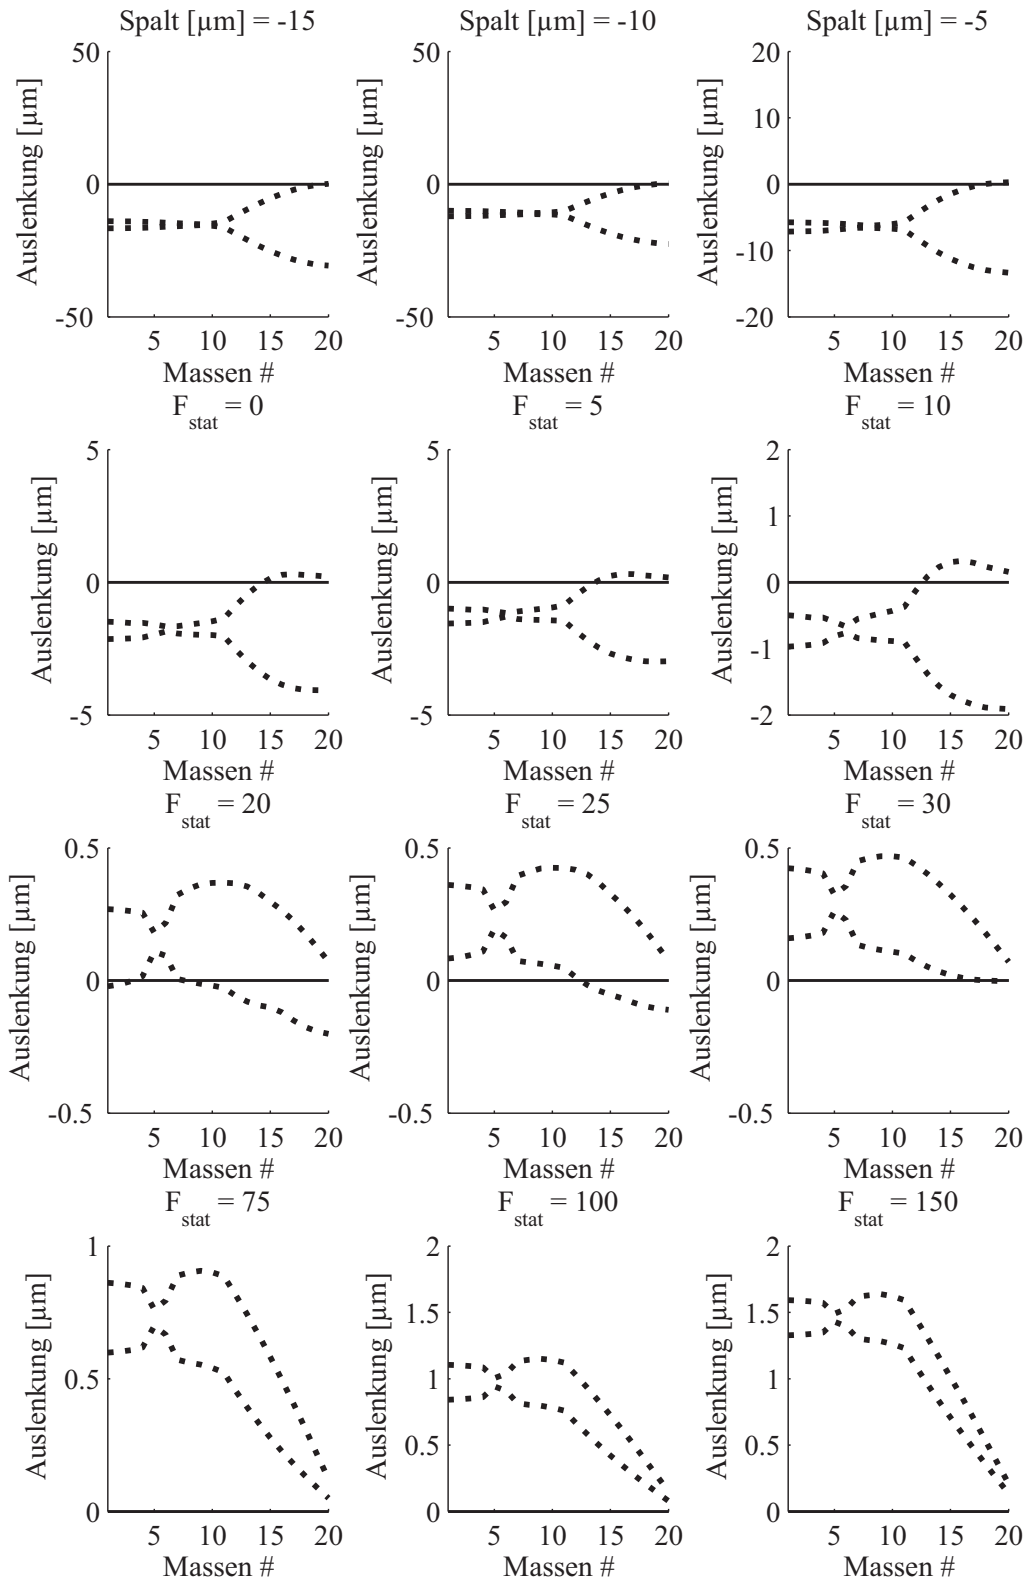 Spalt [µm] = -15 Spalt [µm] = -10 Spalt [µm] = -5
50 50 20
10
0 0 0
-10
-50 -50 -20
Auslenkung [µm] Auslenkung [µm] Auslenkung [µm]
5 10 15 20 5 10 15 20 5 10 15 20
Massen # Massen # Massen #
F_stat = 0 F_stat = 5 F_stat = 10
5 5 2
1
0 0 0
-1
-5 -5 -2
Auslenkung [µm] Auslenkung [µm] Auslenkung [µm]
5 10 15 20 5 10 15 20 5 10 15 20
Massen # Massen # Massen #
F_stat = 20 F_stat = 25 F_stat = 30
0.5 0.5 0.5
0 0 0
-0.5 -0.5 -0.5
Auslenkung [µm] Auslenkung [µm] Auslenkung [µm]
5 10 15 20 5 10 15 20 5 10 15 20
Massen # Massen # Massen #
F_stat = 75 F_stat = 100 F_stat = 150
1 2 2
1.5 1.5
0.5 1 1
0.5 0.5
0 0 0
Auslenkung [µm] Auslenkung [µm] Auslenkung [µm]
5 10 15 20 5 10 15 20 5 10 15 20
Massen # Massen # Massen #